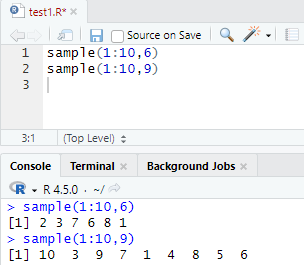 test1.R*
Source on Save
1 sample(1:10,6)
2 sample(1:10,9)
3
3:1 (Top Level)
Console Terminal Background Jobs
R 4.5.0 · ~/
> sample(1:10,6)
[1] 2 3 7 6 8 1
> sample(1:10,9)
[1] 10  3  9  7  1  4  8  5  6